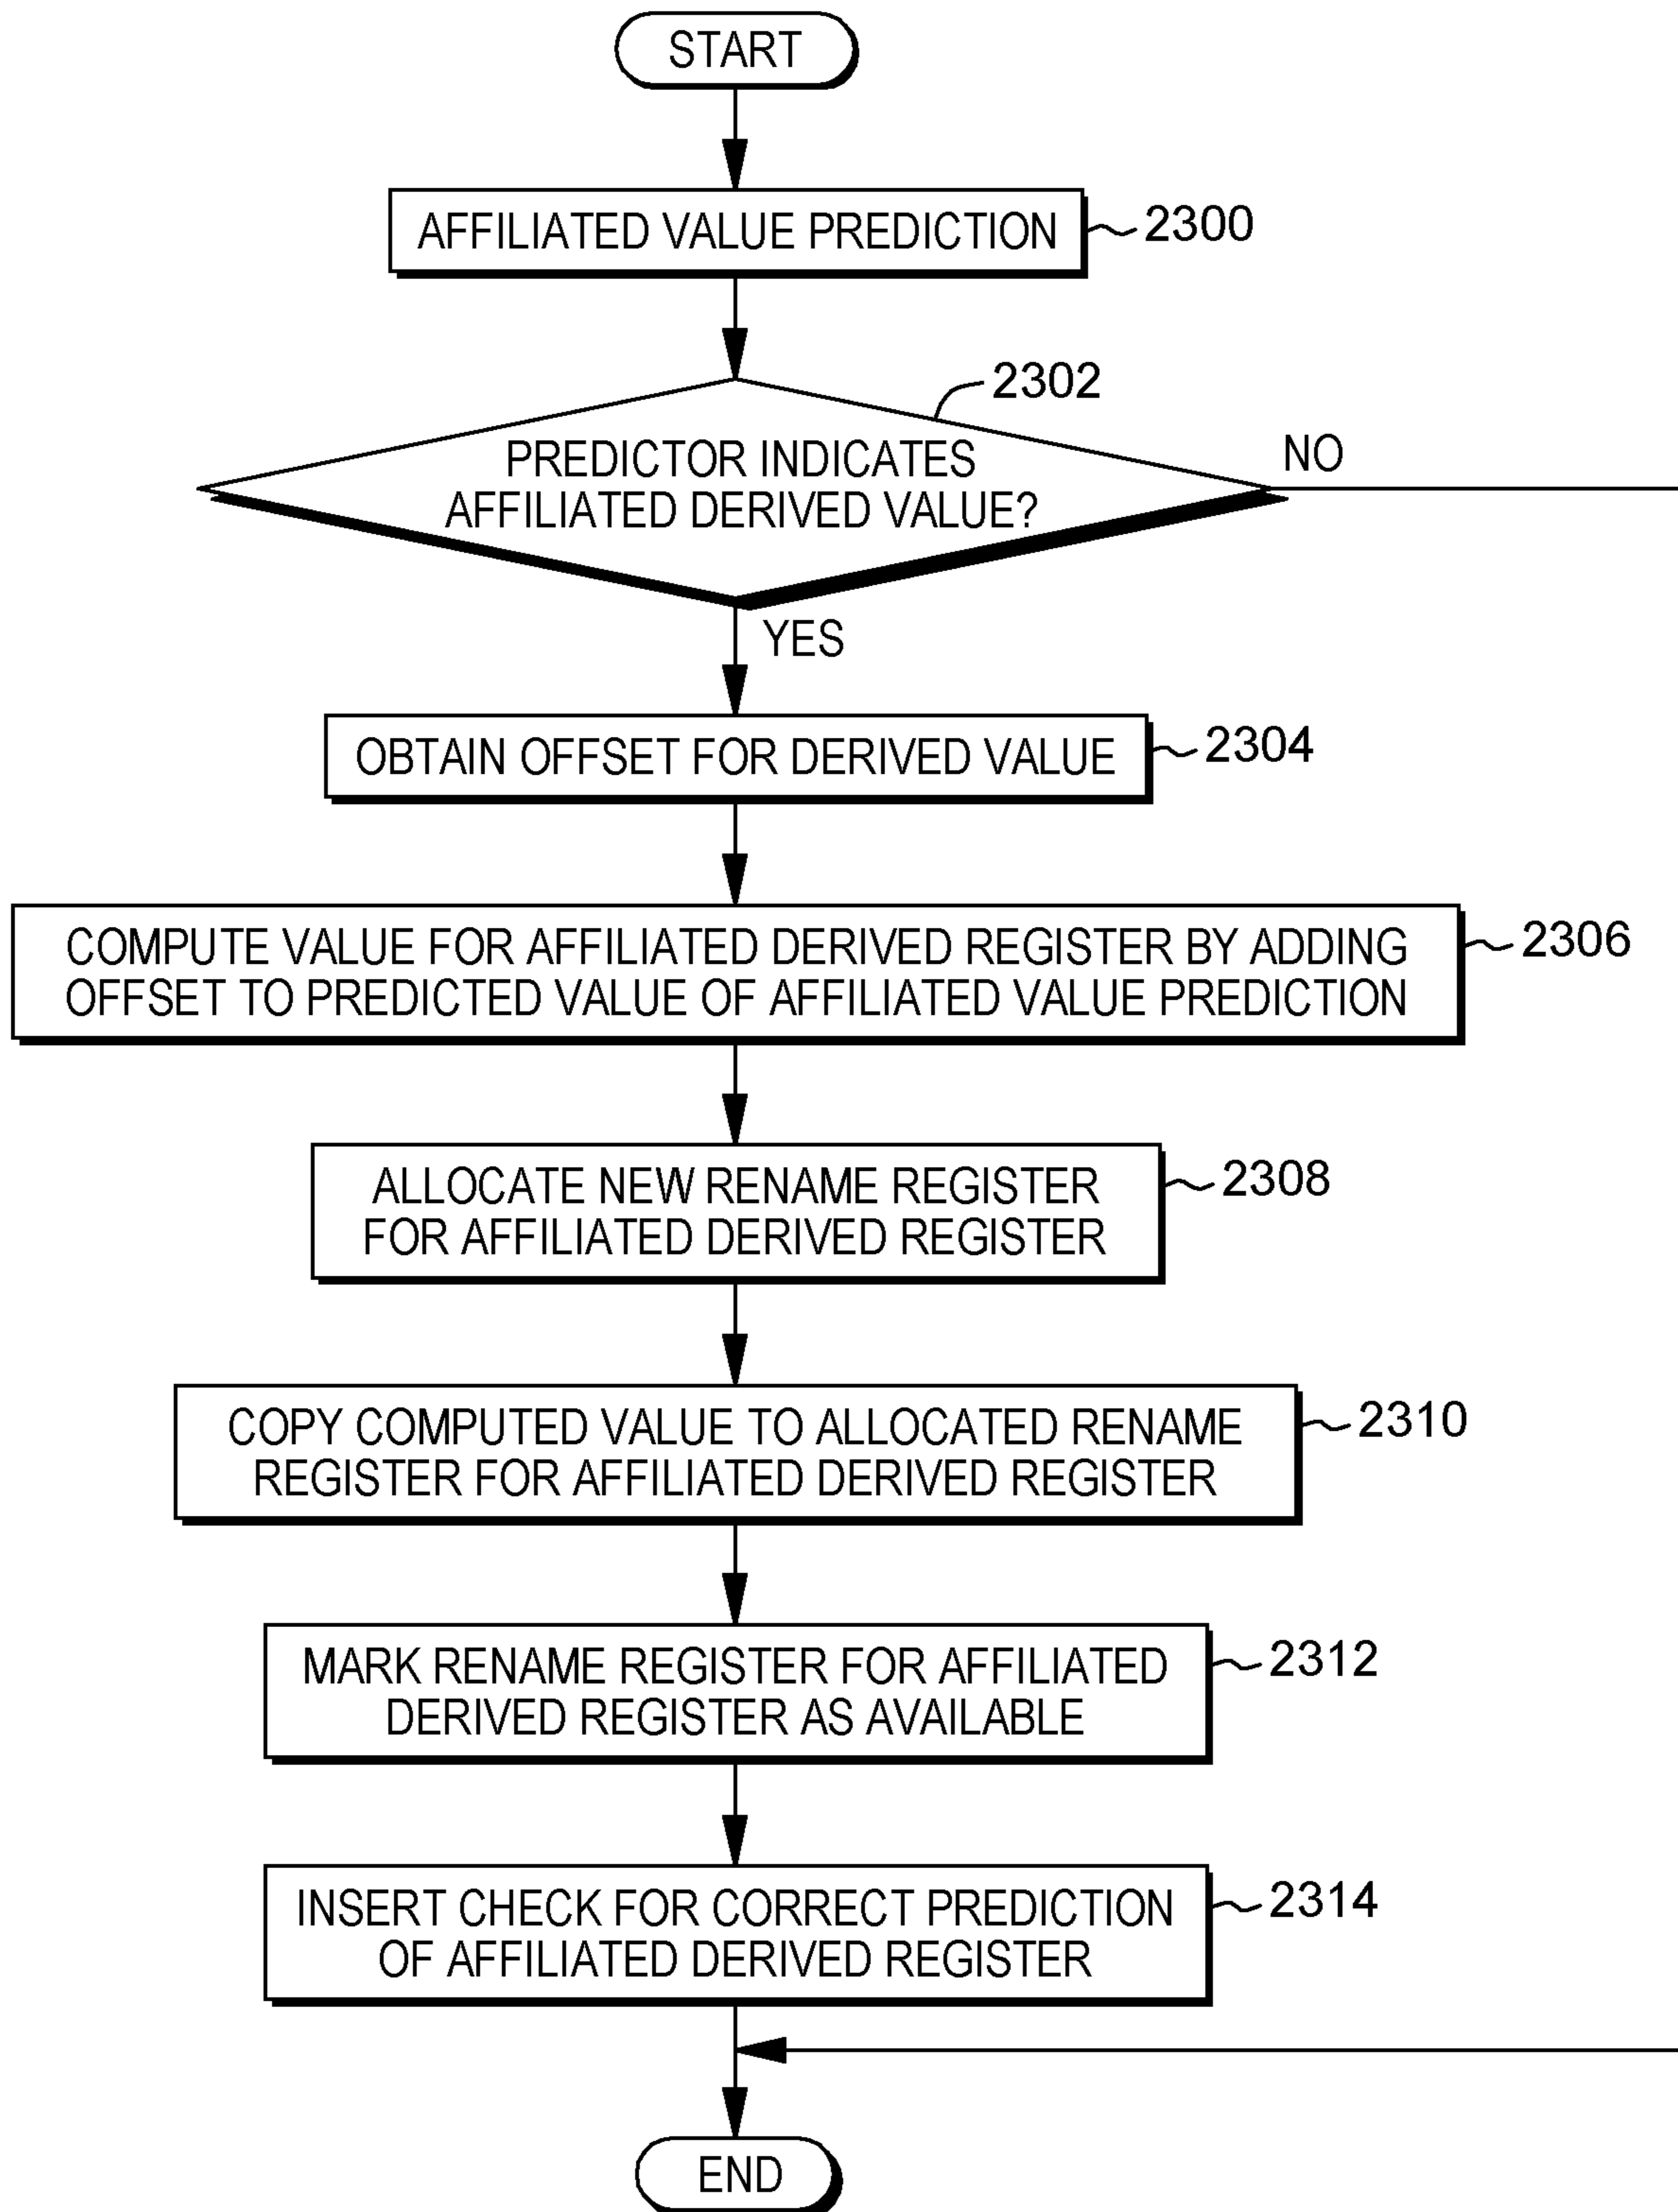 START
AFFILIATED VALUE PREDICTION
2300
2302
PREDICTOR INDICATES
AFFILIATED DERIVED VALUE?
NO
YES
OBTAIN OFFSET FOR DERIVED VALUE
2304
COMPUTE VALUE FOR AFFILIATED DERIVED REGISTER BY ADDING
OFFSET TO PREDICTED VALUE OF AFFILIATED VALUE PREDICTION
2306
ALLOCATE NEW RENAME REGISTER
FOR AFFILIATED DERIVED REGISTER
2308
COPY COMPUTED VALUE TO ALLOCATED RENAME
REGISTER FOR AFFILIATED DERIVED REGISTER
2310
MARK RENAME REGISTER FOR AFFILIATED
DERIVED REGISTER AS AVAILABLE
2312
INSERT CHECK FOR CORRECT PREDICTION
OF AFFILIATED DERIVED REGISTER
2314
END